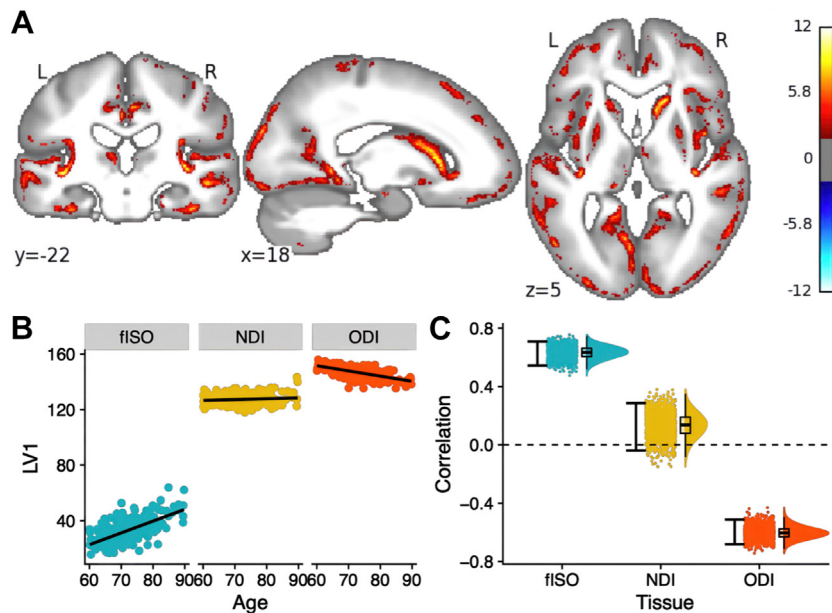 A
L
R
L
R
y=-22
x=18
z=5
12
5.8
0
-5.8
-12
B
fISO
NDI
ODI
160
120
80
40
LV1
60 70 80 90 60 70 80 90 60 70 80 90
Age
C
0.8
0.4
0.0
−0.4
−0.8
Correlation
fISO
NDI
ODI
Tissue